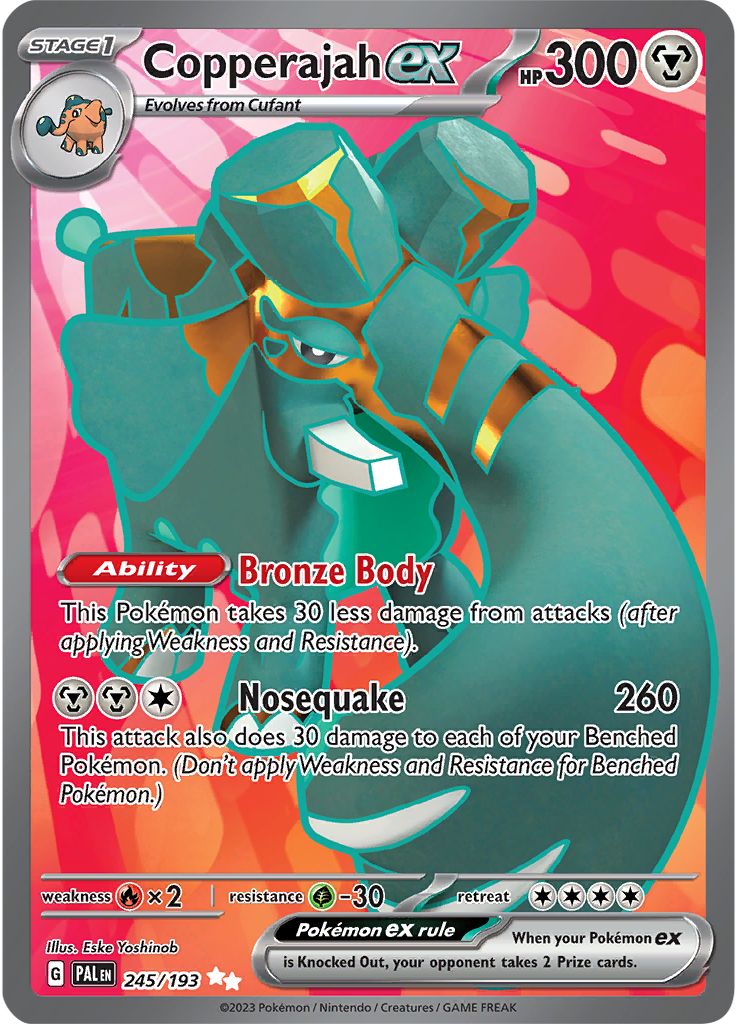 STAGE1
Copperajah ex HP300
Evolves from Cufant
Ability Bronze Body
This Pokémon takes 30 less damage from attacks (after
applying Weakness and Resistance).
Nosequake 260
This attack also does 30 damage to each of your Benched
Pokémon. (Don't apply Weakness and Resistance for Benched
Pokémon.)
weakness ×2 resistance -30 retreat
Illus. Eske Yoshinob
Pokémon ex rule When your Pokémon ex
is Knocked Out, your opponent takes 2 Prize cards.
G PAL EN 245/193
©2023 Pokémon / Nintendo / Creatures / GAME FREAK